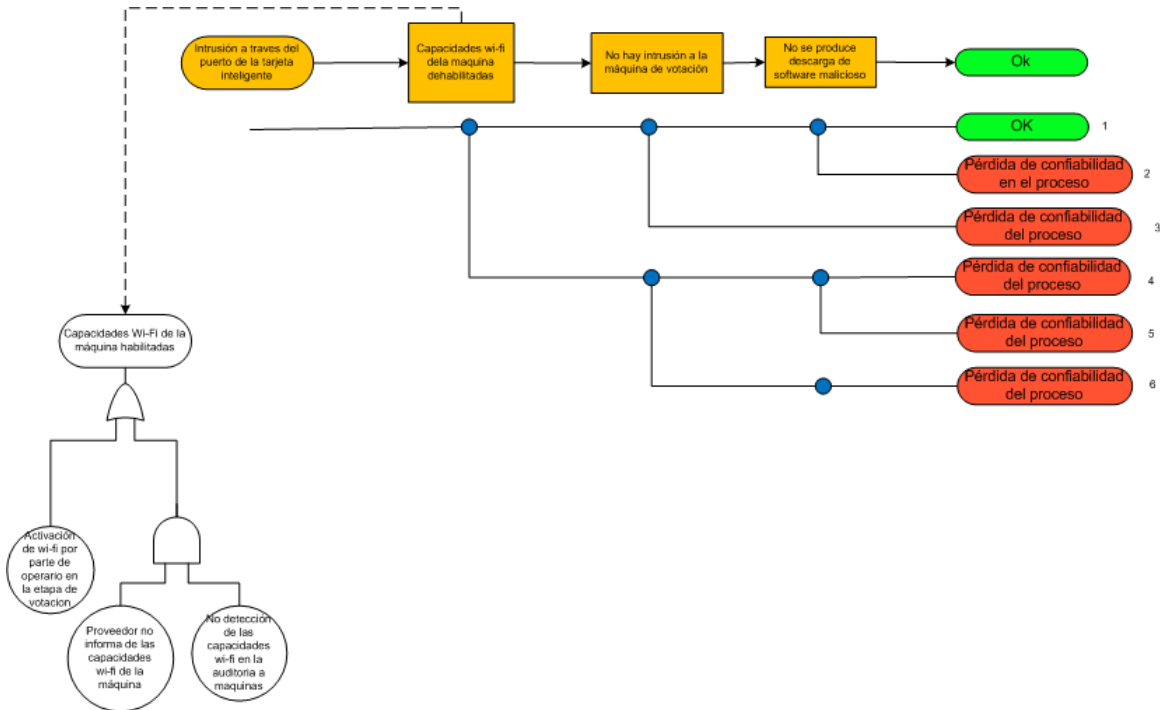 Intrusión a traves del
puerto de la tarjeta
inteligente
Capacidades wi-fi
dela maquina
dehabilitadas
No hay intrusión a la
máquina de votación
No se produce
descarga de
software malicioso
Ok
OK
1
Pérdida de confiabilidad
en el proceso
2
Pérdida de confiabilidad
del proceso
3
Pérdida de confiabilidad
del proceso
4
Pérdida de confiabilidad
del proceso
5
Pérdida de confiabilidad
del proceso
6
Capacidades Wi-Fi de la
máquina habilitadas
Activación
de wi-fi por
parte de
operario en
la etapa de
votacion
Proveedor no
informa de las
capacidades
wi-fi de la
máquina
No detección
de las
capacidades
wi-fi en la
auditoria a
maquinas